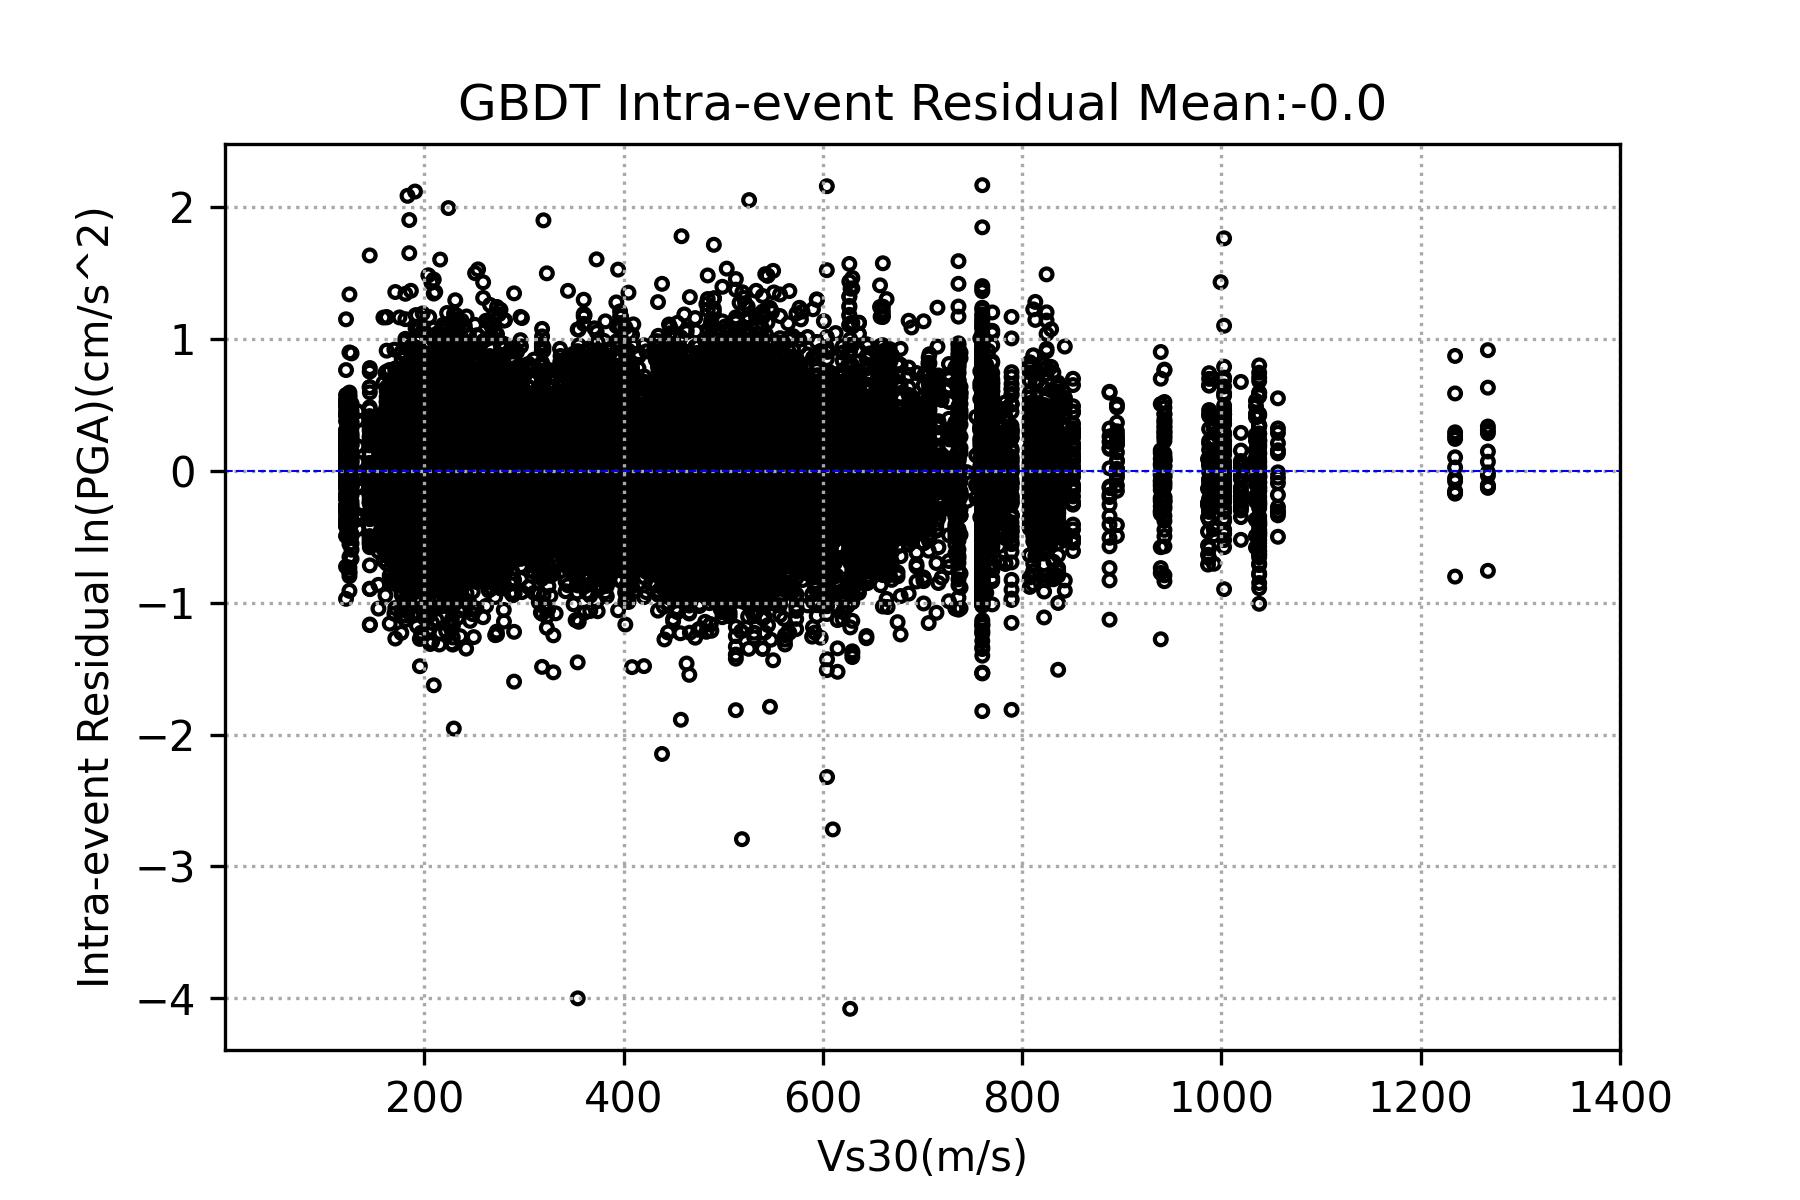 GBDT Intra-event Residual Mean:-0.0
Intra-event Residual ln(PGA)(cm/s^2)
2
1
0
−1
−2
−3
−4
200 400 600 800 1000 1200 1400
Vs30(m/s)